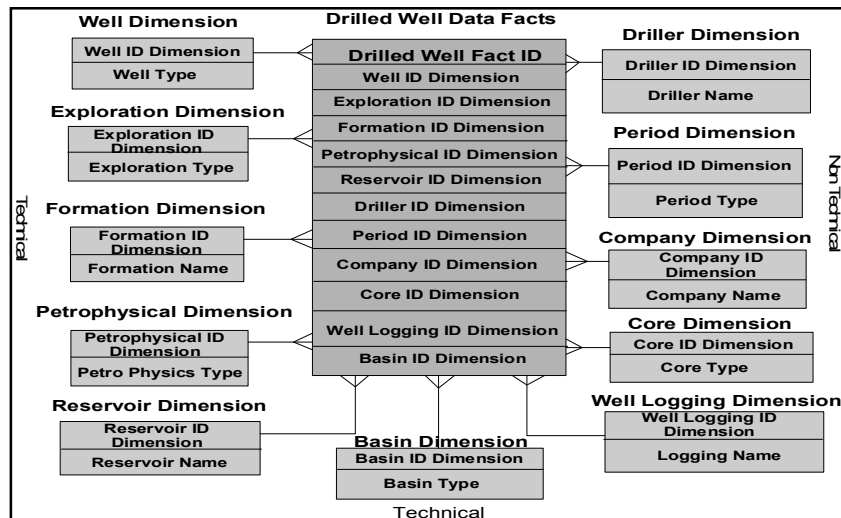 Well Dimension
Well ID Dimension
Well Type
Exploration Dimension
Exploration ID
Dimension
Exploration Type
Formation Dimension
Formation ID
Dimension
Formation Name
Petrophysical Dimension
Petrophysical ID
Dimension
Petro Physics Type
Reservoir Dimension
Reservoir ID
Dimension
Reservoir Name
Technical
Drilled Well Data Facts
Drilled Well Fact ID
Well ID Dimension
Exploration ID Dimension
Formation ID Dimension
Petrophysical ID Dimension
Reservoir ID Dimension
Driller ID Dimension
Period ID Dimension
Company ID Dimension
Core ID Dimension
Well Logging ID Dimension
Basin ID Dimension
Basin Dimension
Basin ID Dimension
Basin Type
Technical
Driller Dimension
Driller ID Dimension
Driller Name
Period Dimension
Period ID Dimension
Period Type
Company Dimension
Company ID
Dimension
Company Name
Core Dimension
Core ID Dimension
Core Type
Well Logging Dimension
Well Logging ID
Dimension
Logging Name
Non Technical